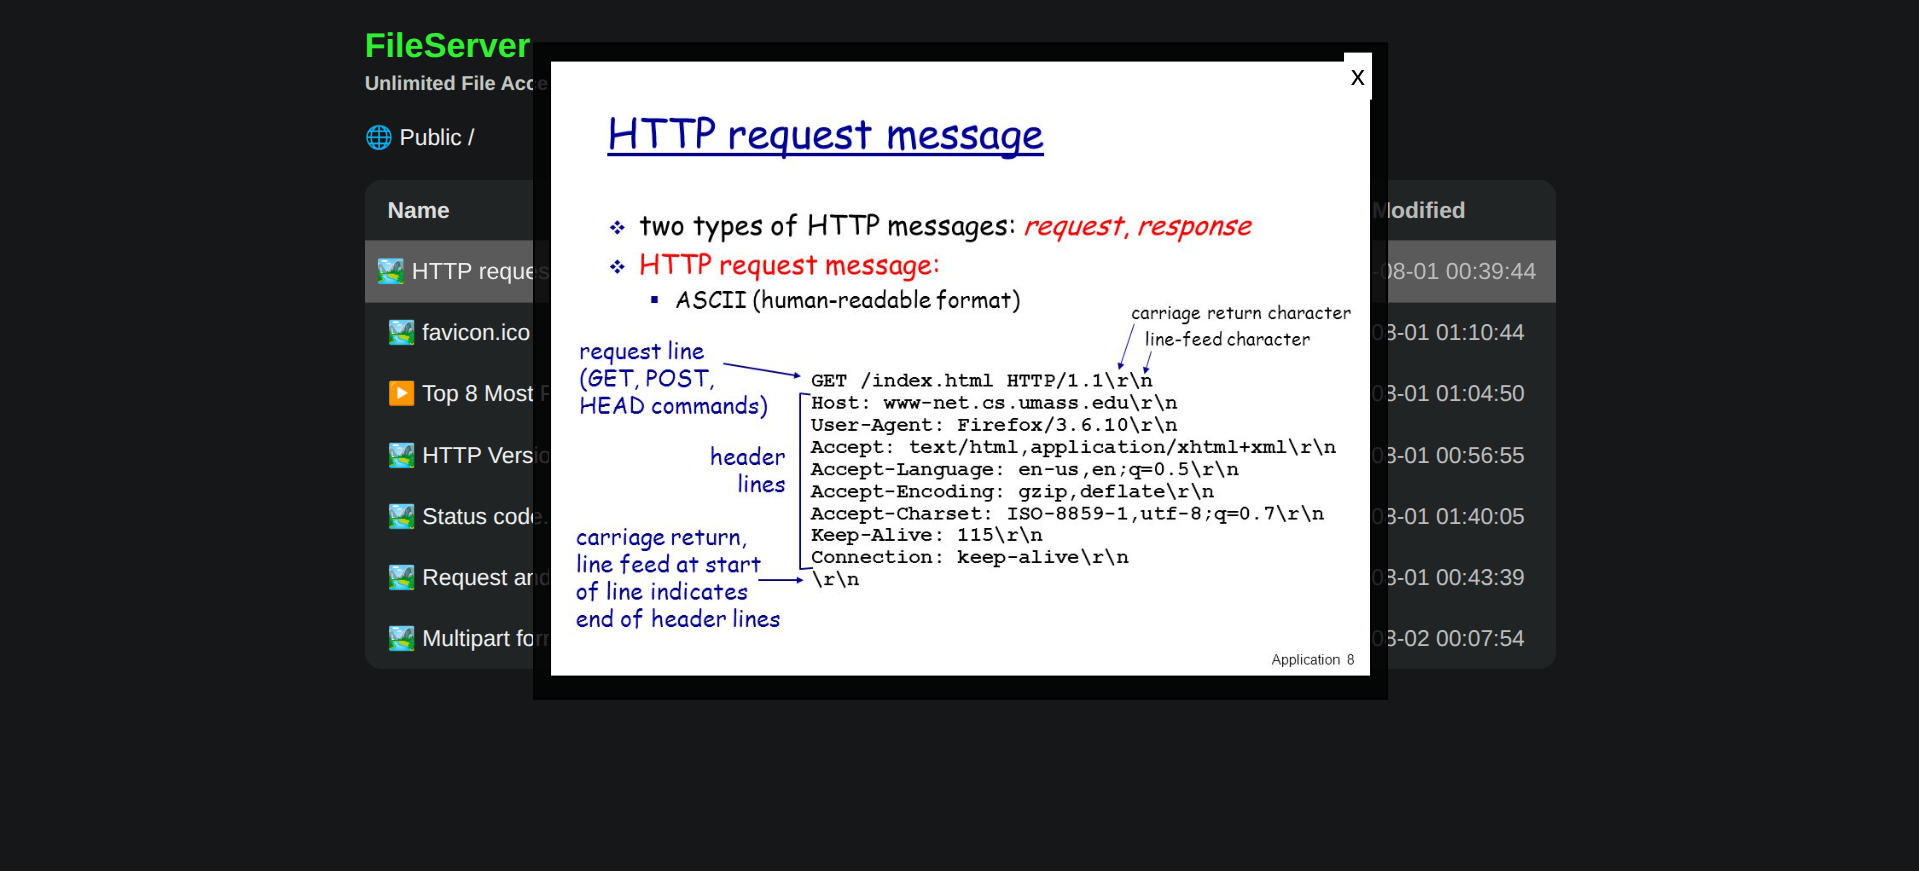 FileServer
Unlimited File Acce
Public /
Name
Modified
HTTP reques
-08-01 00:39:44
favicon.ico
08-01 01:10:44
Top 8 Most
08-01 01:04:50
HTTP Versio
08-01 00:56:55
Status code.
08-01 01:40:05
Request and
08-01 00:43:39
Multipart for
08-02 00:07:54
X
HTTP request message
two types of HTTP messages: request, response
HTTP request message:
ASCII (human-readable format)
carriage return character
line-feed character
request line
(GET, POST,
HEAD commands)
header
lines
carriage return,
line feed at start
of line indicates
end of header lines
GET /index.html HTTP/1.1\r\n
Host: www-net.cs.umass.edu\r\n
User-Agent: Firefox/3.6.10\r\n
Accept: text/html,application/xhtml+xml\r\n
Accept-Language: en-us,en;q=0.5\r\n
Accept-Encoding: gzip,deflate\r\n
Accept-Charset: ISO-8859-1,utf-8;q=0.7\r\n
Keep-Alive: 115\r\n
Connection: keep-alive\r\n
\r\n
Application 8